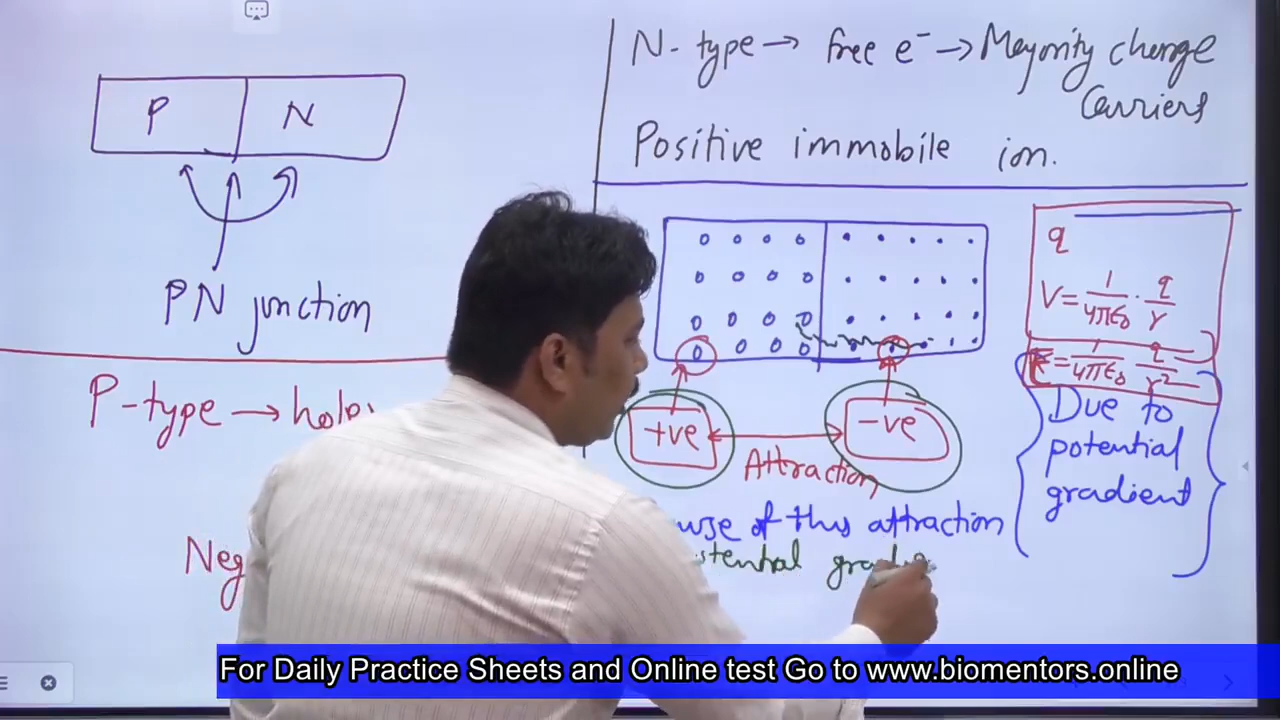 P N
PN junction
P-type → holes
Neg
N-type → free e⁻ → Majority charge
Carriers
Positive immobile ion.
q
V = 1/4πε₀ · q/r
E = 1/4πε₀ q/r²
+ve
-ve
Attraction
Due to
potential
gradient
of this attraction
potential
For Daily Practice Sheets and Online test Go to www.biomentors.online